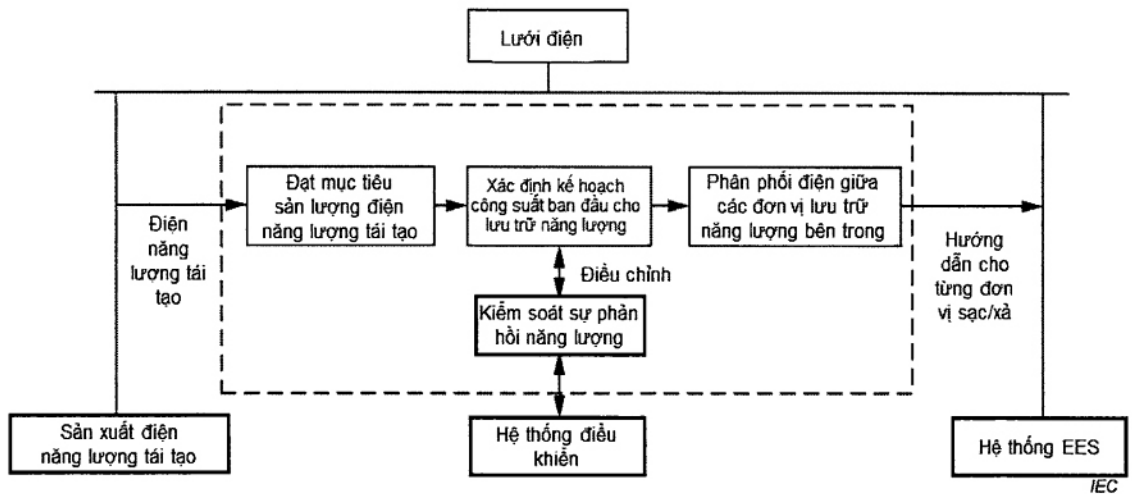 Lưới điện
Đạt mục tiêu
sản lượng điện
năng lượng tái tạo
Xác định kế hoạch
công suất ban đầu cho
lưu trữ năng lượng
Phân phối điện giữa
các đơn vị lưu trữ
năng lượng bên trong
Điện
năng
lượng tái
tạo
Điều chỉnh
Hướng
dẫn cho
từng đơn
vị sạc/xả
Kiểm soát sự phản
hồi năng lượng
Sản xuất điện
năng lượng tái tạo
Hệ thống điều
khiển
Hệ thống EES
IEC